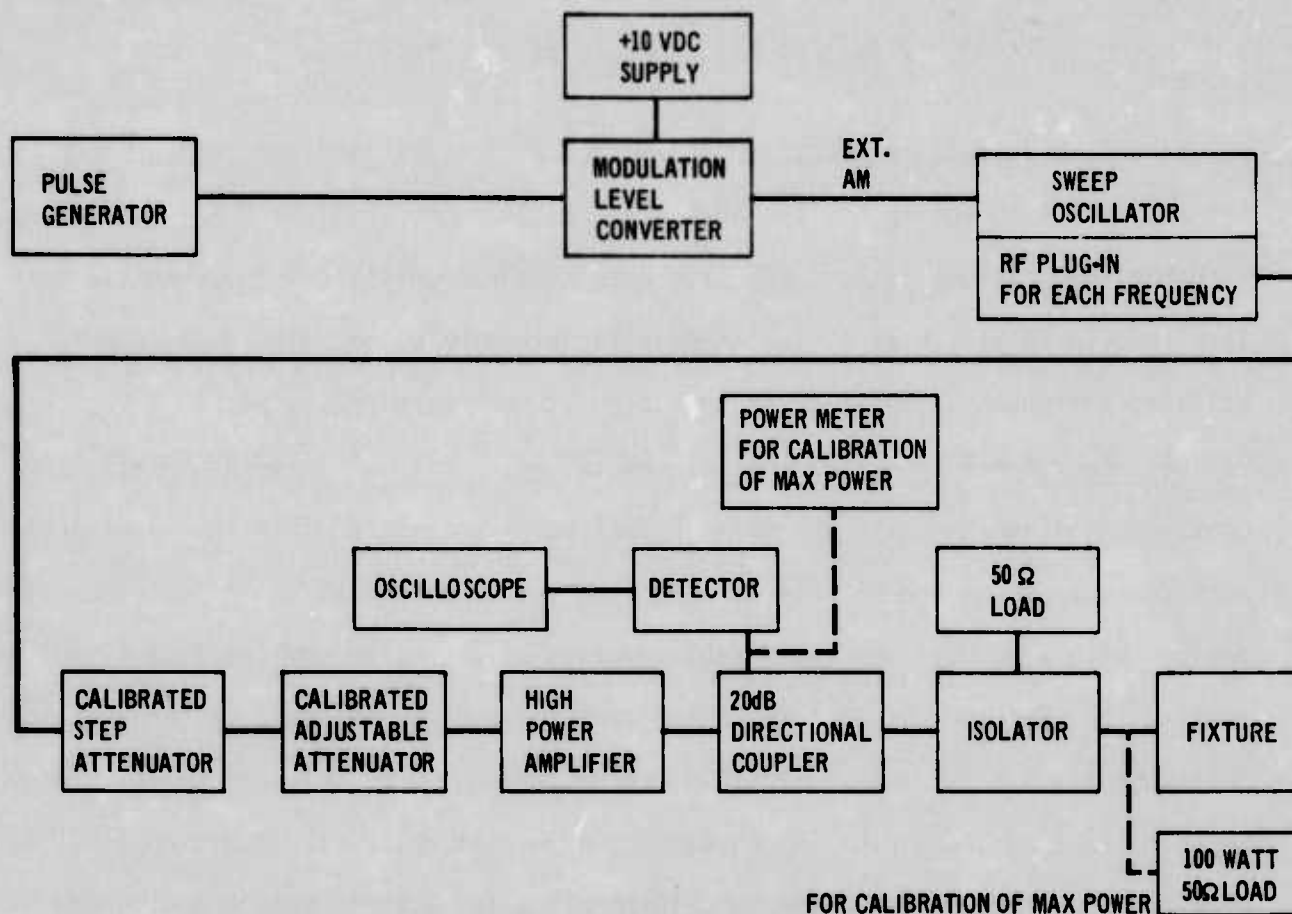 +10 VDC
SUPPLY
PULSE
GENERATOR
MODULATION
LEVEL
CONVERTER
EXT.
AM
SWEEP
OSCILLATOR
RF PLUG-IN
FOR EACH FREQUENCY
POWER METER
FOR CALIBRATION
OF MAX POWER
OSCILLOSCOPE
DETECTOR
50 Ω
LOAD
CALIBRATED
STEP
ATTENUATOR
CALIBRATED
ADJUSTABLE
ATTENUATOR
HIGH
POWER
AMPLIFIER
20dB
DIRECTIONAL
COUPLER
ISOLATOR
FIXTURE
100 WATT
50Ω LOAD
FOR CALIBRATION OF MAX POWER